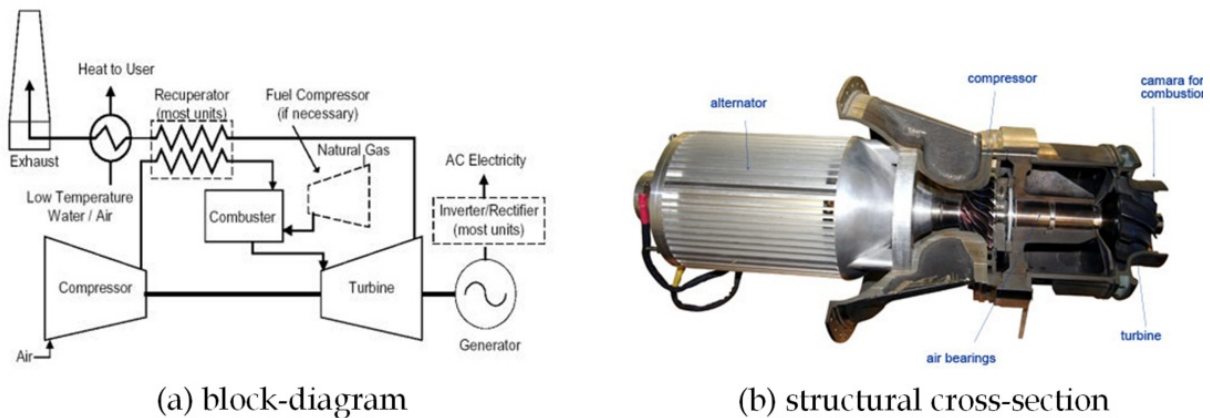 Heat to User
Recuperator
(most units)
Fuel Compressor
(if necessary)
Natural Gas
Exhaust
Low Temperature
Water / Air
Combuster
AC Electricity
Inverter/Rectifier
(most units)
Compressor
Turbine
Generator
Air
(a) block-diagram
alternator
compressor
camara for
combustion
air bearings
turbine
(b) structural cross-section